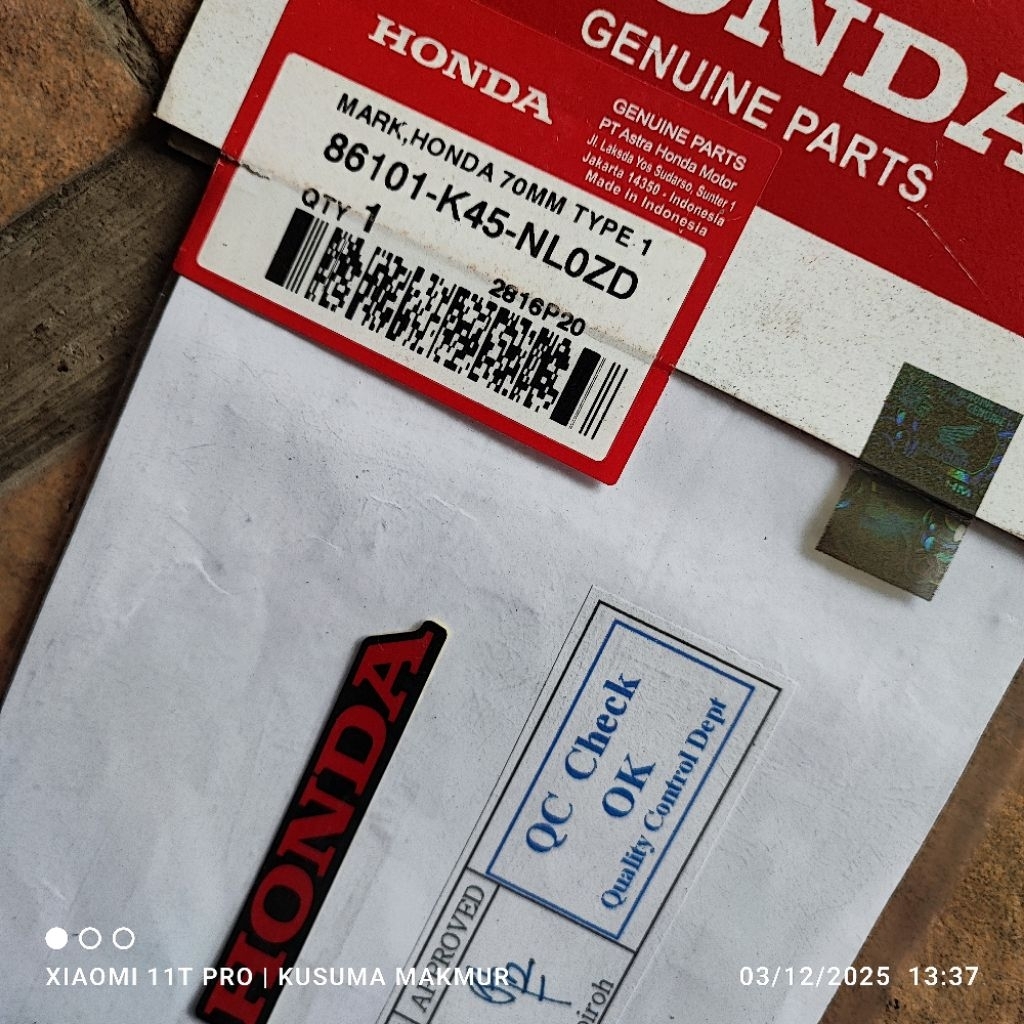 HONDA
GENUINE PARTS
HONDA
GENUINE PARTS
PT Astra Honda Motor
Jl. Laksda Yos Sudarso, Sunter 1
Jakarta 14350 - Indonesia
Made in Indonesia
MARK,HONDA 70MM TYPE 1
86101-K45-NL0ZD
QTY 1
2816P20
HONDA
QC Check
OK
Quality Control Dept
APPROVED
XIAOMI 11T PRO | KUSUMA MAKMUR
03/12/2025 13:37